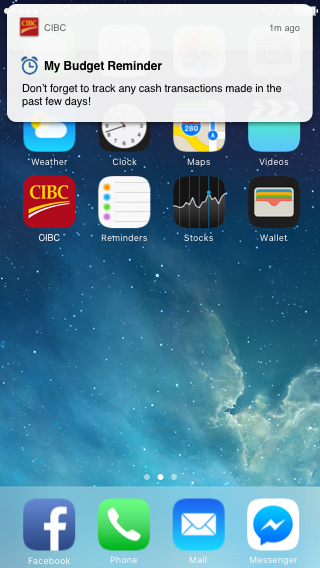 CIBC
CIBC
1m ago
My Budget Reminder
Don't forget to track any cash transactions made in the
past few days!
280
Weather
Clock
Maps
Videos
CIBC
CIBC
Reminders
Stocks
Wallet
Facebook
Phone
Mail
Messenger